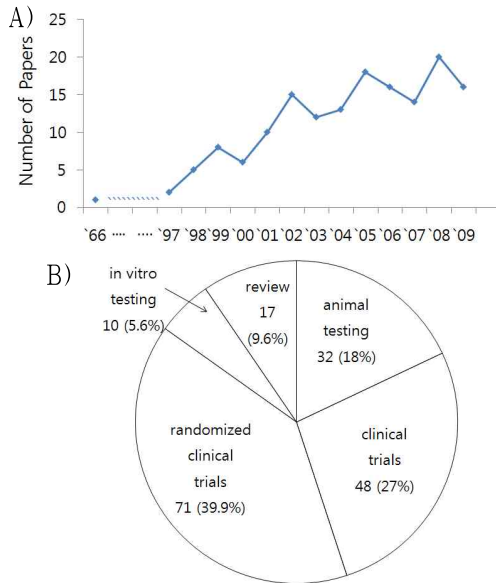 A)
Number of Papers
25
20
15
10
5
0
`66 ···· ···· `97 `98 `99 `00 `01 `02 `03 `04 `05 `06 `07 `08 `09
B)
in vitro
testing
10 (5.6%)
review
17
(9.6%)
animal
testing
32 (18%)
randomized
clinical
trials
71 (39.9%)
clinical
trials
48 (27%)